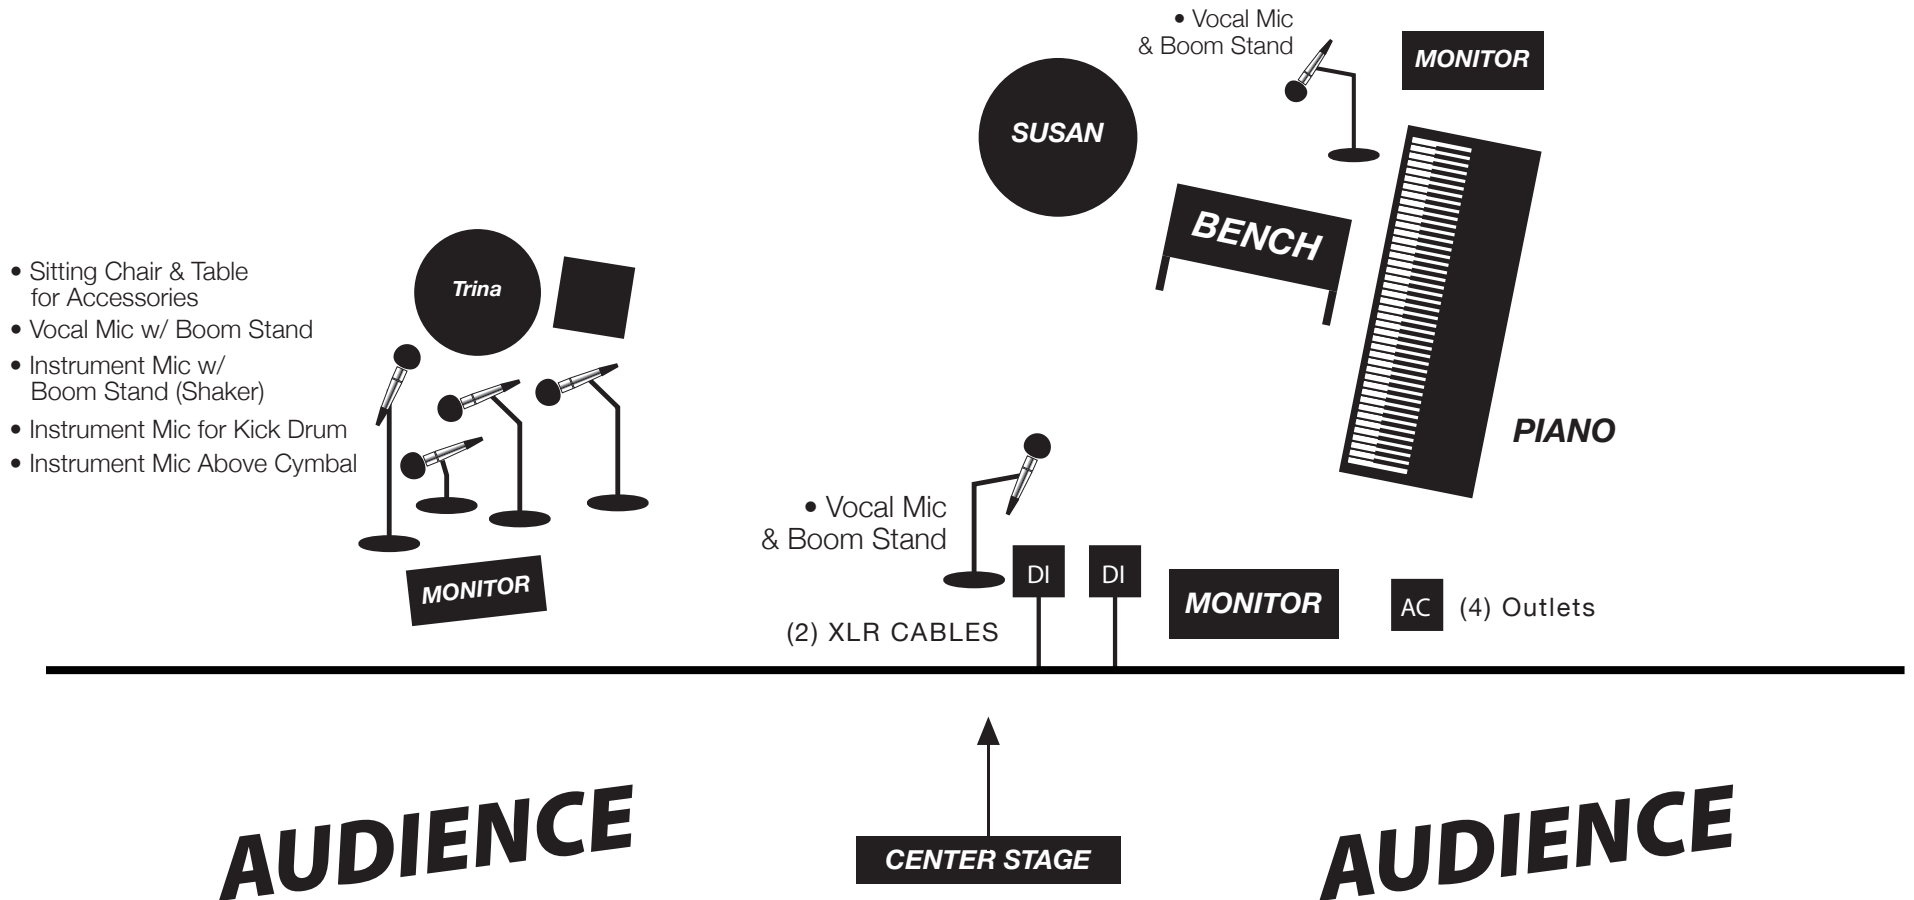 • Vocal Mic
& Boom Stand
MONITOR
SUSAN
BENCH
• Sitting Chair & Table
for Accessories
• Vocal Mic w/ Boom Stand
• Instrument Mic w/
Boom Stand (Shaker)
• Instrument Mic for Kick Drum
• Instrument Mic Above Cymbal
Trina
MONITOR
PIANO
• Vocal Mic
& Boom Stand
DI
DI
MONITOR
AC
(4) Outlets
(2) XLR CABLES
AUDIENCE
CENTER STAGE
AUDIENCE